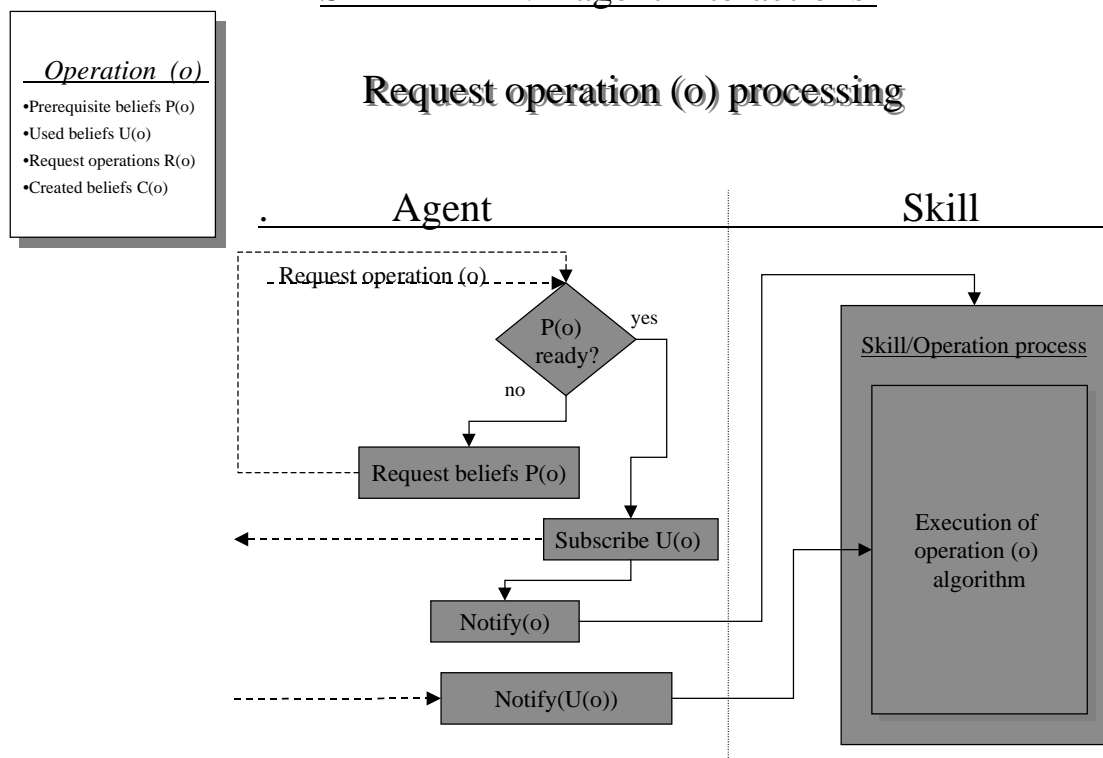 Operation (o)
•Prerequisite beliefs P(o)
•Used beliefs U(o)
•Request operations R(o)
•Created beliefs C(o)
Request operation (o) processing
. Agent
Skill
Request operation (o)
P(o)
ready?
yes
no
Request beliefs P(o)
Subscribe U(o)
Notify(o)
Notify(U(o))
Skill/Operation process
Execution of
operation (o)
algorithm